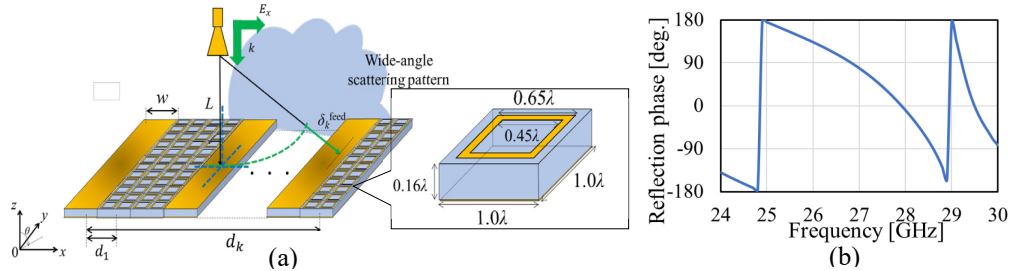 E_x
k
Wide-angle
scattering pattern
w
L
δ_k^feed
0.65λ
0.45λ
0.16λ
1.0λ
1.0λ
. . .
z
y
θ
0
x
d_1
d_k
(a)
(b)
Reflection phase [deg.]
180
90
0
-90
-180
24
25
26
27
28
29
30
Frequency [GHz]